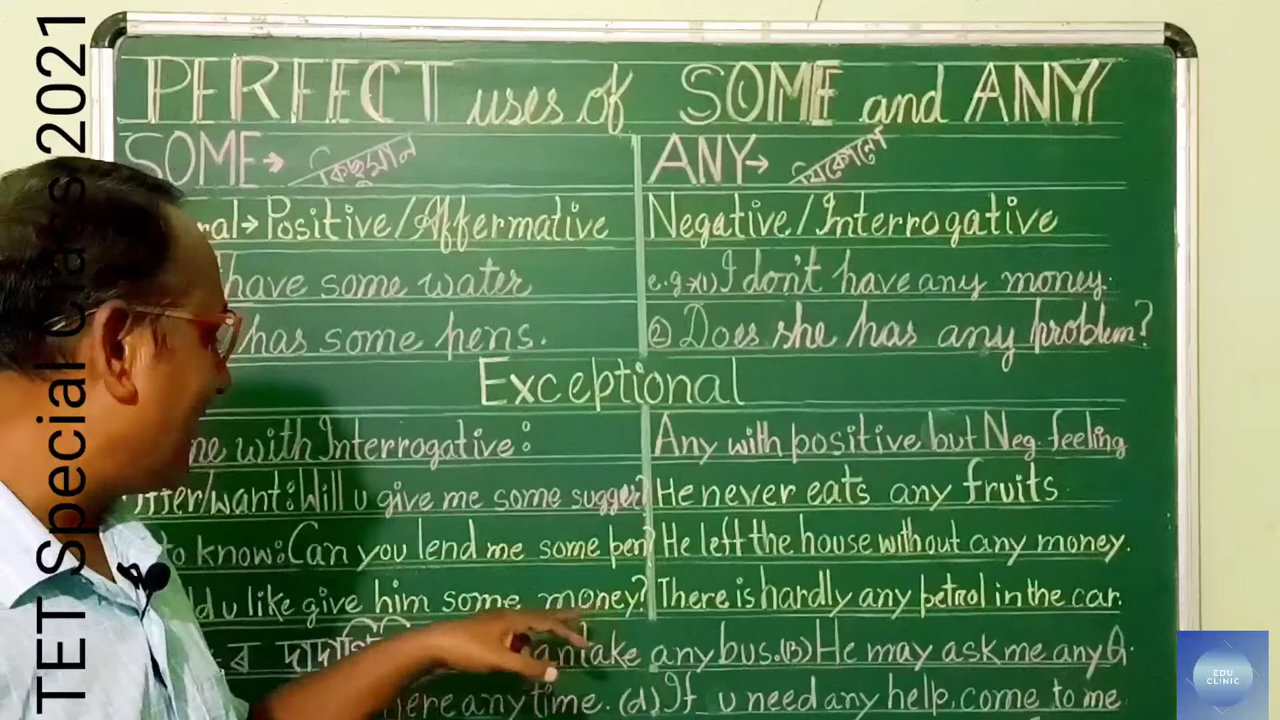 TET Special Class 2021
PERFECT uses of SOME and ANY
SOME→ কিছুমান
ANY→ যিকোনো
ral→Positive/Affermative
Negative/Interrogative
have some water
e.g→(1) I don't have any money.
has some pens.
② Does she has any problem?
Exceptional
me with Interrogative:
Any with positive but Neg. feeling
ffer/want: Will u give me some sugger?
He never eats any fruits.
to know: Can you lend me some pen?
He left the house without any money.
ld u like give him some money?
There is hardly any petrol in the car.
take any bus. (B) He may ask me any Q.
here any time. (d) If u need any help, come to me
EDU
CLINIC